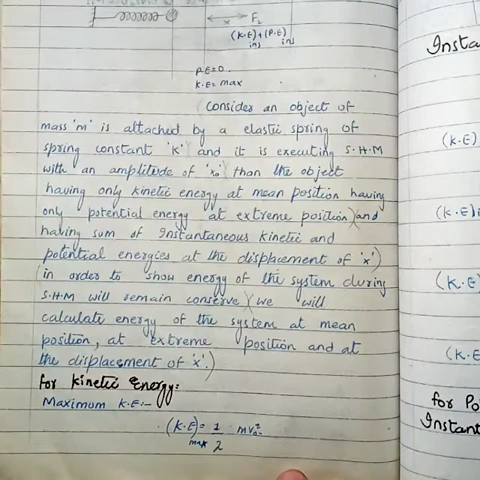 x → F
(K.E) + (P.E)
ins ins
P.E=0
K.E= max
(Consider an object of
mass 'm' is attached by a elastic spring of
spring constant 'K' and it is executing S.H.M
with an amplitude of 'x₀' than the object
having only kinetic energy at mean position having
only potential energy at extreme position) and
having sum of instantaneous kinetic and
potential energies at the displacement of 'x')
(in order to show energy of the system during
S.H.M will remain conserve) we will
calculate energy of the system at mean
position, at extreme position and at
the displacement of 'x'.)
for kinetic Energy:
Maximum K.E:-
(K.E)max = 1/2 mv₀²
Insta
(K.E)
(K.E)
(K.E)
(K.E
for Po
Instant